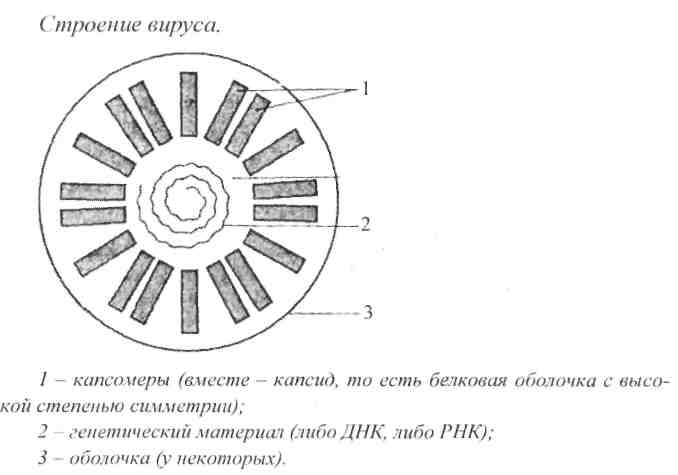 Строение вируса.
1
2
3
1 – капсомеры (вместе – капсид, то есть белковая оболочка с высо-
кой степенью симметрии);
2 – генетический материал (либо ДНК, либо РНК);
3 – оболочка (у некоторых).